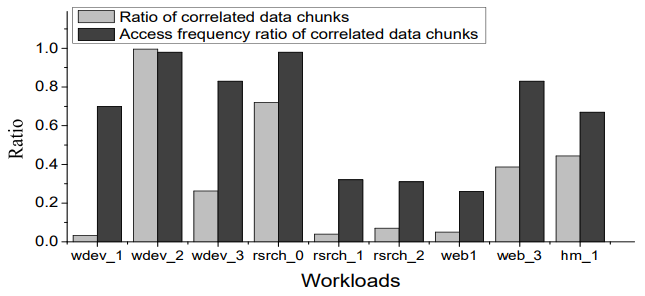 Ratio of correlated data chunks
Access frequency ratio of correlated data chunks
1.0
0.8
0.6
0.4
0.2
0.0
Ratio
wdev_1 wdev_2 wdev_3 rsrch_0 rsrch_1 rsrch_2 web1 web_3 hm_1
Workloads